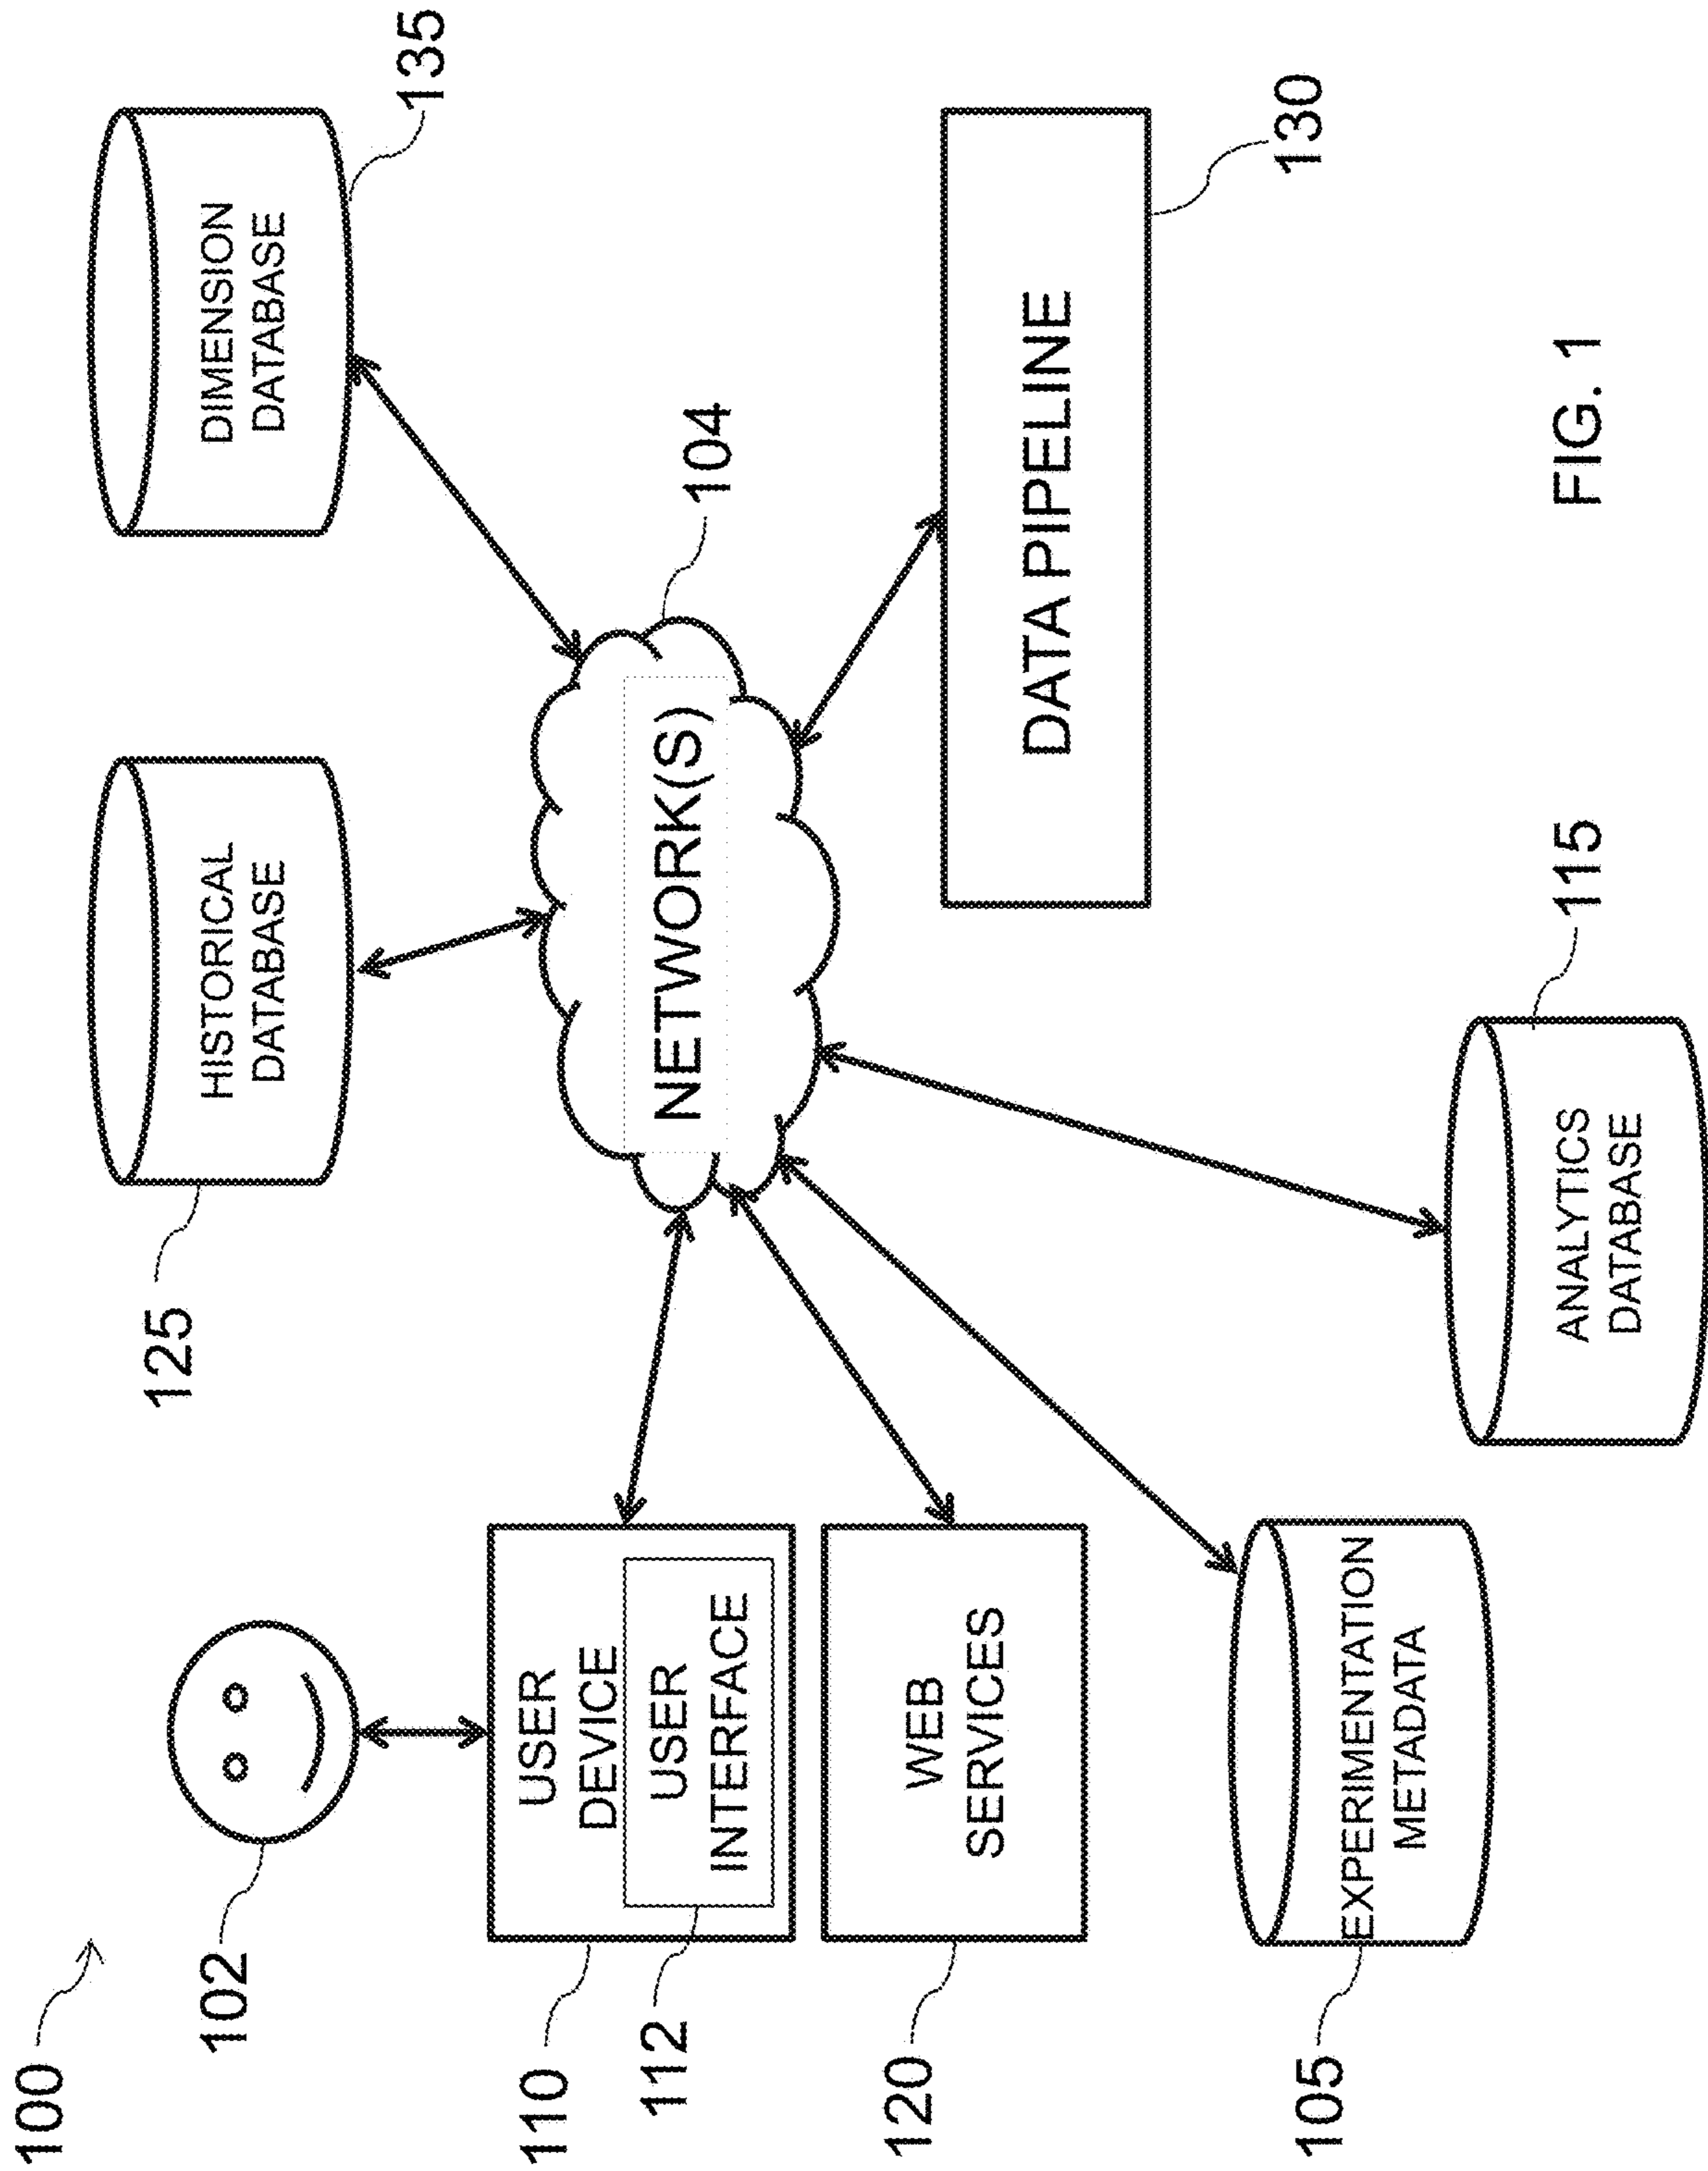 100
102
125
HISTORICAL
DATABASE
DIMENSION
DATABASE
135
110
USER
DEVICE
112
USER
INTERFACE
NETWORK(S)
104
120
WEB
SERVICES
DATA PIPELINE
130
105
EXPERIMENTATION
METADATA
ANALYTICS
DATABASE
115
FIG. 1